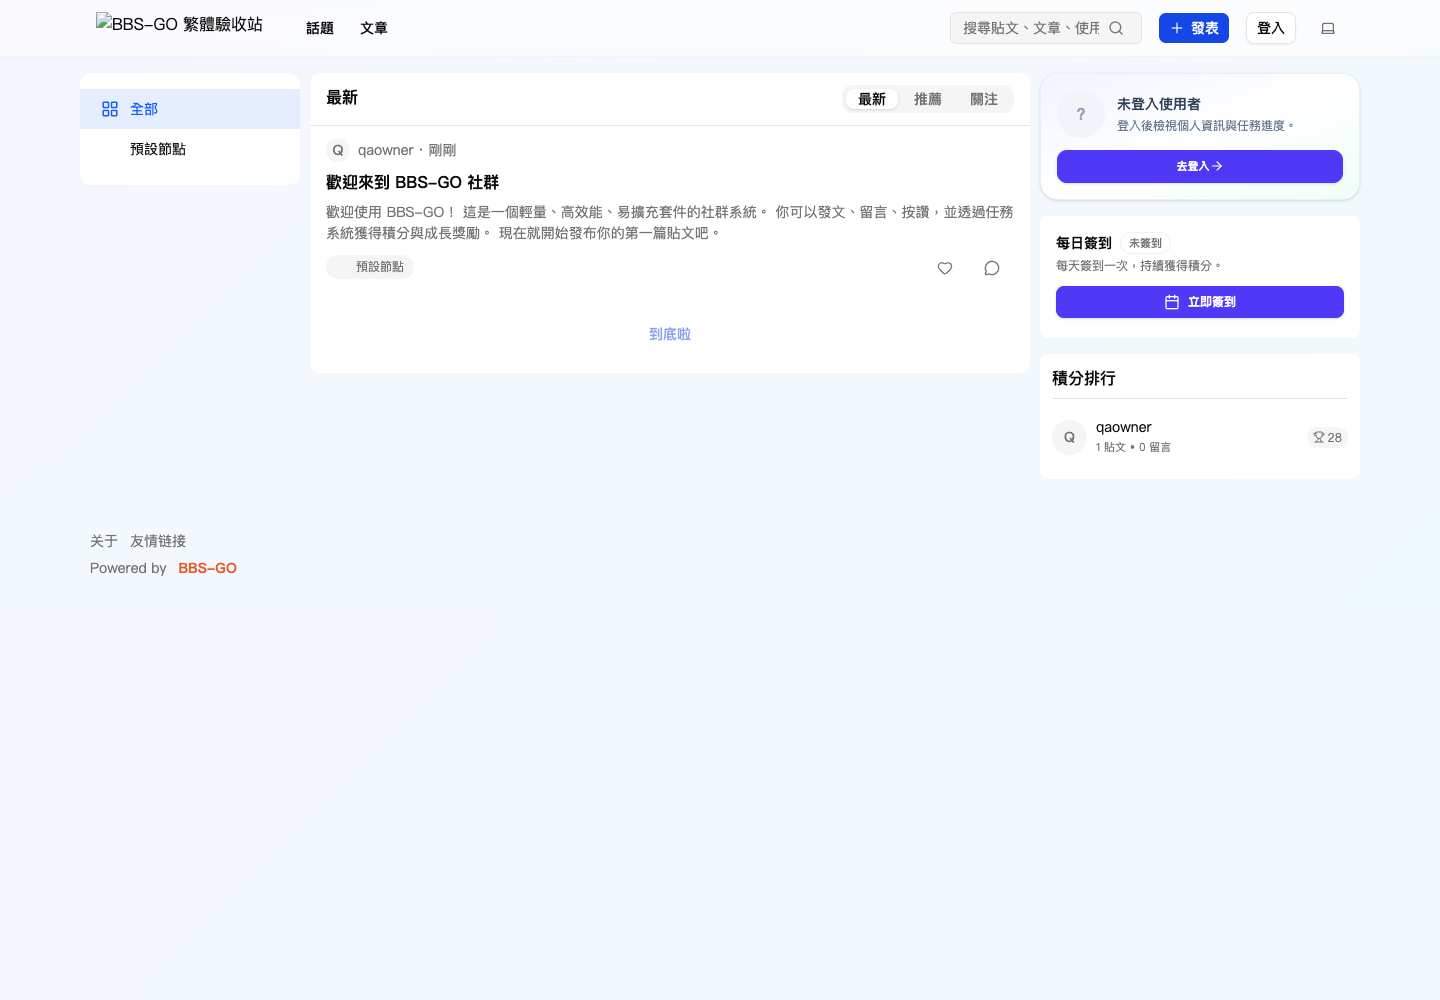 BBS-GO 繁體驗收站
話題
文章
搜尋貼文、文章、使用
發表
登入
全部
預設節點
最新
最新
推薦
關注
Q
qaowner · 剛剛
歡迎來到 BBS-GO 社群
歡迎使用 BBS-GO！ 這是一個輕量、高效能、易擴充套件的社群系統。 你可以發文、留言、按讚，並透過任務
系統獲得積分與成長獎勵。 現在就開始發布你的第一篇貼文吧。
預設節點
到底啦
?
未登入使用者
登入後檢視個人資訊與任務進度。
去登入
每日簽到
未簽到
每天簽到一次，持續獲得積分。
立即簽到
積分排行
Q
qaowner
1 貼文 • 0 留言
28
关于
友情链接
Powered by BBS-GO